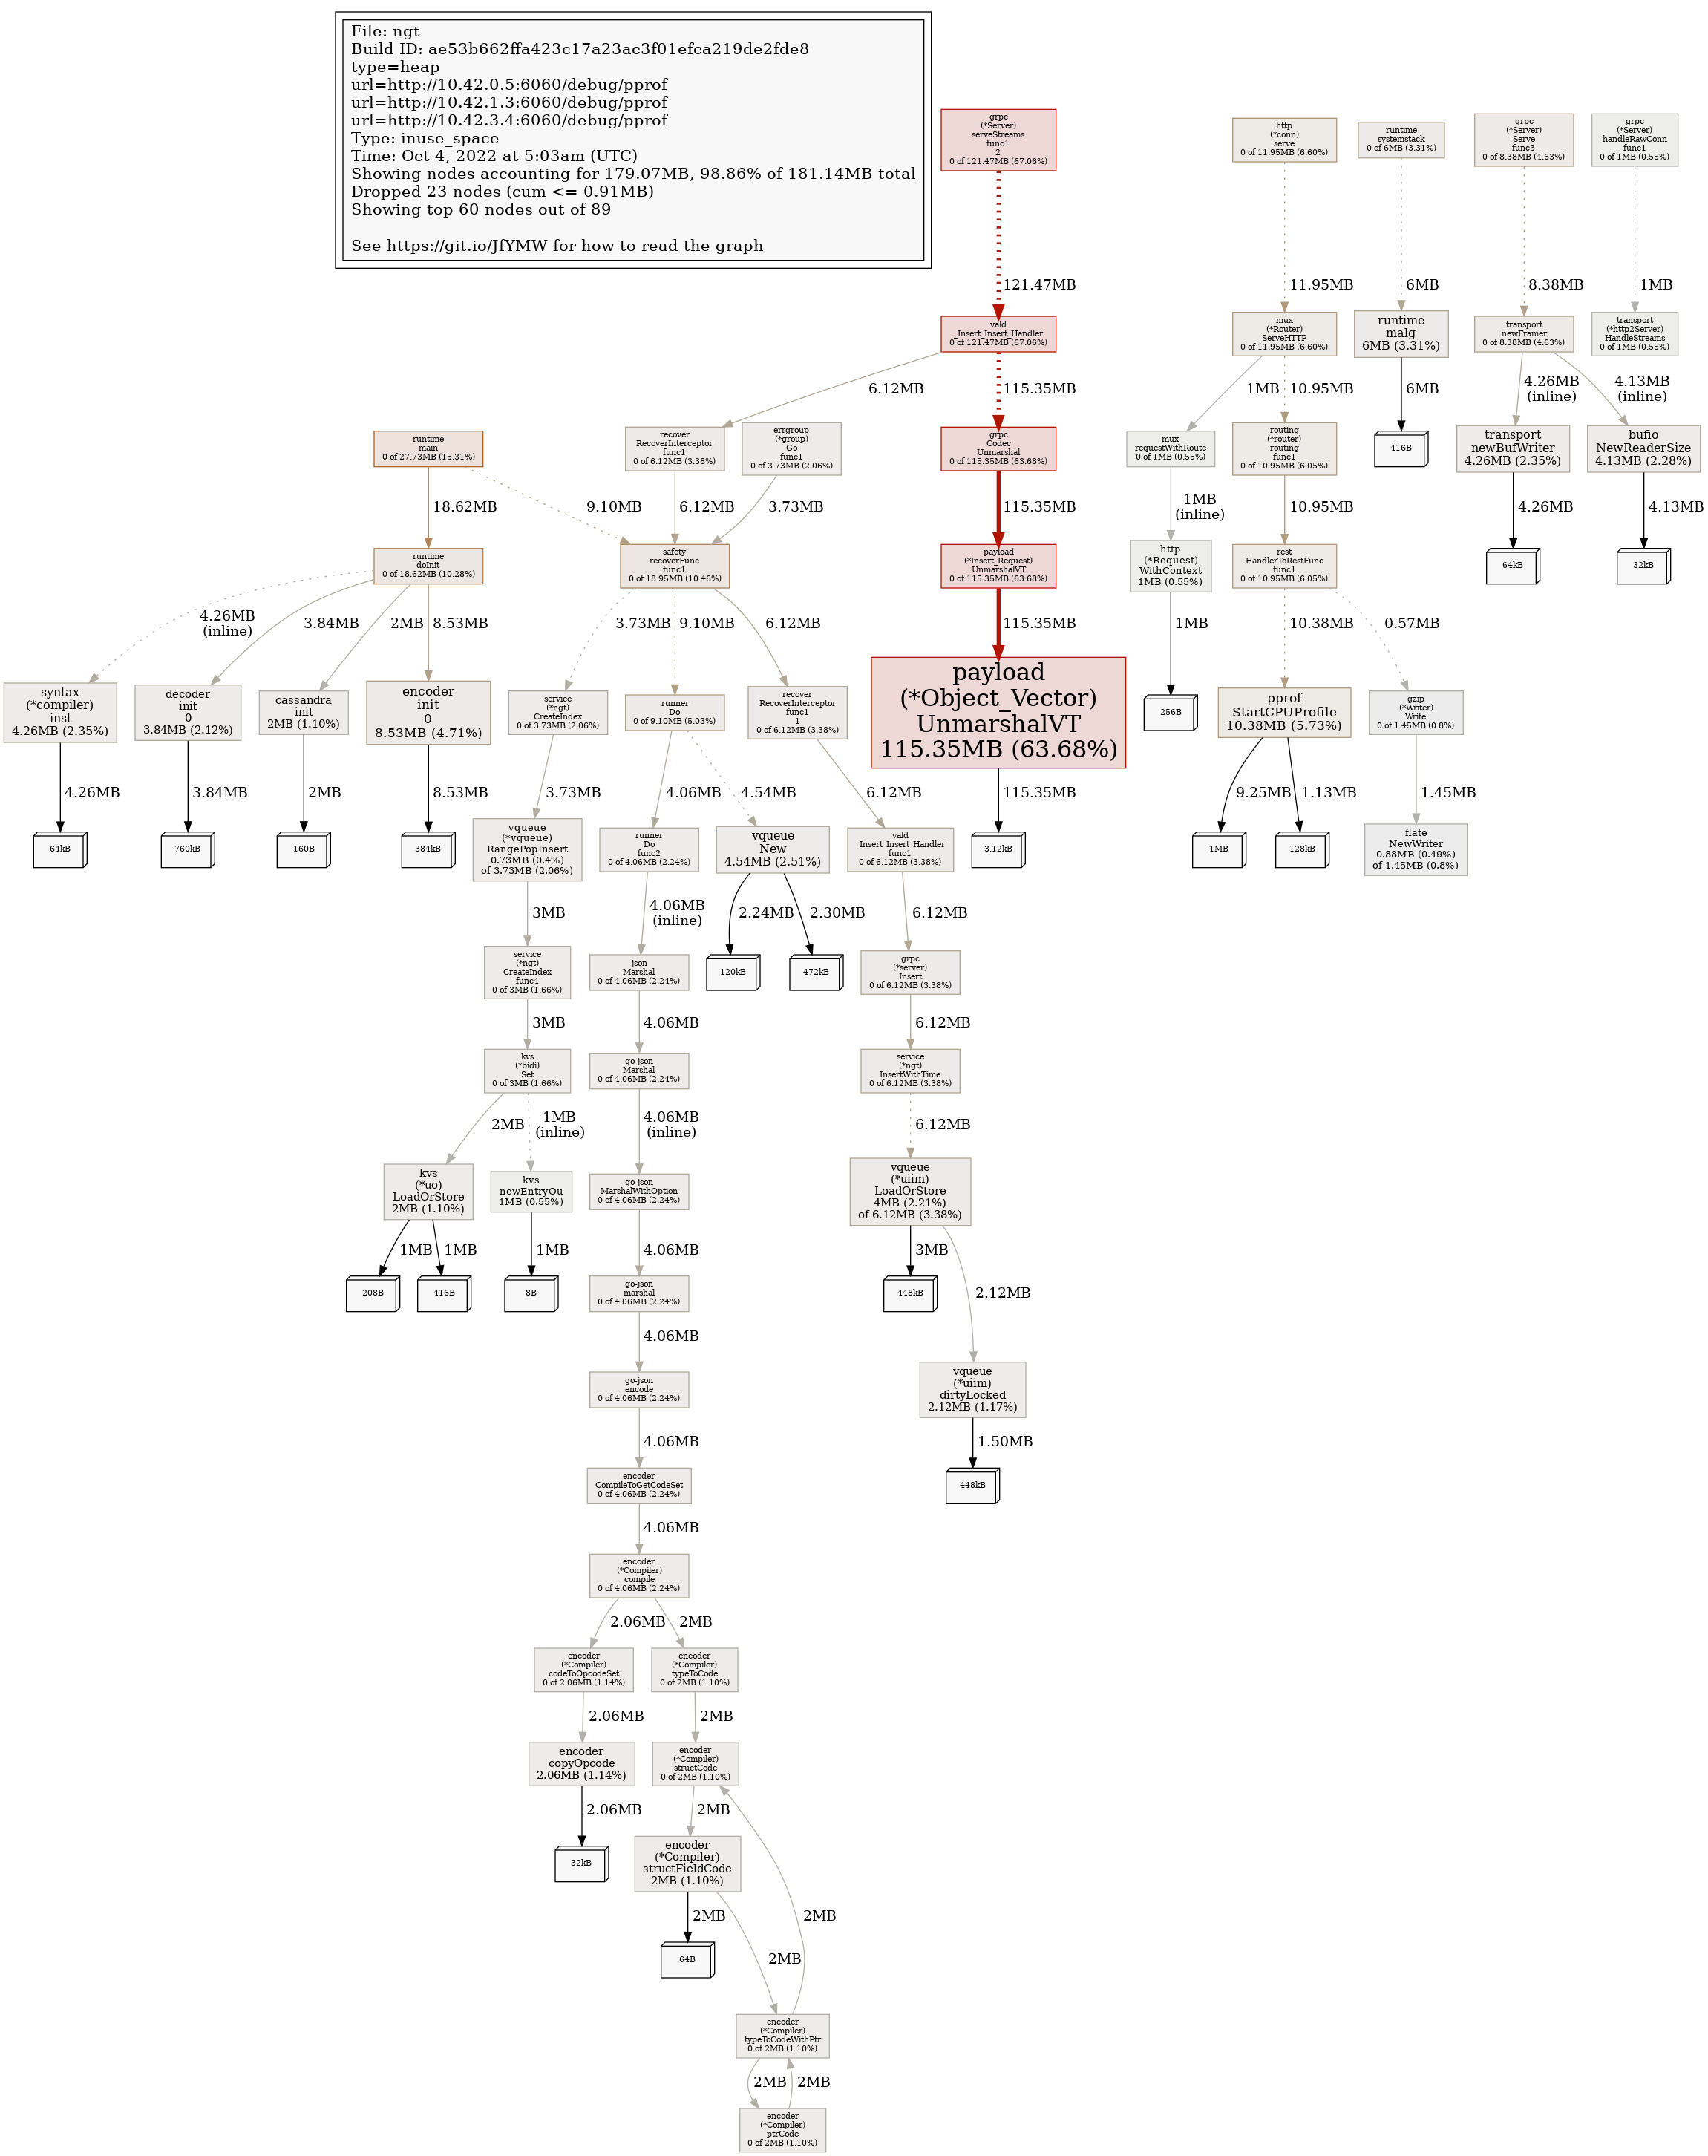 File: ngt
Build ID: ae53b662ffa423c17a23ac3f01efca219de2fde8
type=heap
url=http://10.42.0.5:6060/debug/pprof
url=http://10.42.1.3:6060/debug/pprof
url=http://10.42.3.4:6060/debug/pprof
Type: inuse_space
Time: Oct 4, 2022 at 5:03am (UTC)
Showing nodes accounting for 179.07MB, 98.86% of 181.14MB total
Dropped 23 nodes (cum <= 0.91MB)
Showing top 60 nodes out of 89
See https://git.io/JfYMW for how to read the graph
grpc
(*Server)
serveStreams
func1
2
0 of 121.47MB (67.06%)
http
(*conn)
serve
0 of 11.95MB (6.60%)
runtime
systemstack
0 of 6MB (3.31%)
grpc
(*Server)
Serve
func3
0 of 8.38MB (4.63%)
grpc
(*Server)
handleRawConn
func1
0 of 1MB (0.55%)
121.47MB
11.95MB
6MB
8.38MB
1MB
vald
_Insert_Insert_Handler
0 of 121.47MB (67.06%)
mux
(*Router)
ServeHTTP
0 of 11.95MB (6.60%)
runtime
malg
6MB (3.31%)
transport
newFramer
0 of 8.38MB (4.63%)
transport
(*http2Server)
HandleStreams
0 of 1MB (0.55%)
6.12MB
115.35MB
1MB
10.95MB
6MB
4.26MB
(inline)
4.13MB
(inline)
runtime
main
0 of 27.73MB (15.31%)
recover
RecoverInterceptor
func1
0 of 6.12MB (3.38%)
errgroup
(*group)
Go
func1
0 of 3.73MB (2.06%)
grpc
Codec
Unmarshal
0 of 115.35MB (63.68%)
mux
requestWithRoute
0 of 1MB (0.55%)
routing
(*router)
routing
func1
0 of 10.95MB (6.05%)
416B
transport
newBufWriter
4.26MB (2.35%)
bufio
NewReaderSize
4.13MB (2.28%)
18.62MB
9.10MB
6.12MB
3.73MB
115.35MB
1MB
(inline)
10.95MB
4.26MB
4.13MB
runtime
doInit
0 of 18.62MB (10.28%)
safety
recoverFunc
func1
0 of 18.95MB (10.46%)
payload
(*Insert_Request)
UnmarshalVT
0 of 115.35MB (63.68%)
http
(*Request)
WithContext
1MB (0.55%)
rest
HandlerToRestFunc
func1
0 of 10.95MB (6.05%)
64kB
32kB
4.26MB
(inline)
3.84MB
2MB
8.53MB
3.73MB
9.10MB
6.12MB
115.35MB
1MB
10.38MB
0.57MB
syntax
(*compiler)
inst
4.26MB (2.35%)
decoder
init
0
3.84MB (2.12%)
cassandra
init
2MB (1.10%)
encoder
init
0
8.53MB (4.71%)
service
(*ngt)
CreateIndex
0 of 3.73MB (2.06%)
runner
Do
0 of 9.10MB (5.03%)
recover
RecoverInterceptor
func1
1
0 of 6.12MB (3.38%)
payload
(*Object_Vector)
UnmarshalVT
115.35MB (63.68%)
256B
pprof
StartCPUProfile
10.38MB (5.73%)
gzip
(*Writer)
Write
0 of 1.45MB (0.8%)
4.26MB
3.84MB
2MB
8.53MB
3.73MB
4.06MB
4.54MB
6.12MB
115.35MB
9.25MB
1.13MB
1.45MB
64kB
760kB
160B
384kB
vqueue
(*vqueue)
RangePopInsert
0.73MB (0.4%)
of 3.73MB (2.06%)
runner
Do
func2
0 of 4.06MB (2.24%)
vqueue
New
4.54MB (2.51%)
vald
_Insert_Insert_Handler
func1
0 of 6.12MB (3.38%)
3.12kB
1MB
128kB
flate
NewWriter
0.88MB (0.49%)
of 1.45MB (0.8%)
3MB
4.06MB
(inline)
2.24MB
2.30MB
6.12MB
service
(*ngt)
CreateIndex
func4
0 of 3MB (1.66%)
json
Marshal
0 of 4.06MB (2.24%)
120kB
472kB
grpc
(*server)
Insert
0 of 6.12MB (3.38%)
3MB
4.06MB
6.12MB
kvs
(*bidi)
Set
0 of 3MB (1.66%)
go-json
Marshal
0 of 4.06MB (2.24%)
service
(*ngt)
InsertWithTime
0 of 6.12MB (3.38%)
2MB
1MB
(inline)
4.06MB
(inline)
6.12MB
kvs
(*uo)
LoadOrStore
2MB (1.10%)
kvs
newEntryOu
1MB (0.55%)
go-json
MarshalWithOption
0 of 4.06MB (2.24%)
vqueue
(*uiim)
LoadOrStore
4MB (2.21%)
of 6.12MB (3.38%)
1MB
1MB
1MB
4.06MB
3MB
2.12MB
208B
416B
8B
go-json
marshal
0 of 4.06MB (2.24%)
448kB
4.06MB
go-json
encode
0 of 4.06MB (2.24%)
vqueue
(*uiim)
dirtyLocked
2.12MB (1.17%)
4.06MB
1.50MB
encoder
CompileToGetCodeSet
0 of 4.06MB (2.24%)
448kB
4.06MB
encoder
(*Compiler)
compile
0 of 4.06MB (2.24%)
2.06MB
2MB
encoder
(*Compiler)
codeToOpcodeSet
0 of 2.06MB (1.14%)
encoder
(*Compiler)
typeToCode
0 of 2MB (1.10%)
2.06MB
2MB
encoder
copyOpcode
2.06MB (1.14%)
encoder
(*Compiler)
structCode
0 of 2MB (1.10%)
2.06MB
2MB
32kB
encoder
(*Compiler)
structFieldCode
2MB (1.10%)
2MB
2MB
64B
2MB
encoder
(*Compiler)
typeToCodeWithPtr
0 of 2MB (1.10%)
2MB
2MB
encoder
(*Compiler)
ptrCode
0 of 2MB (1.10%)